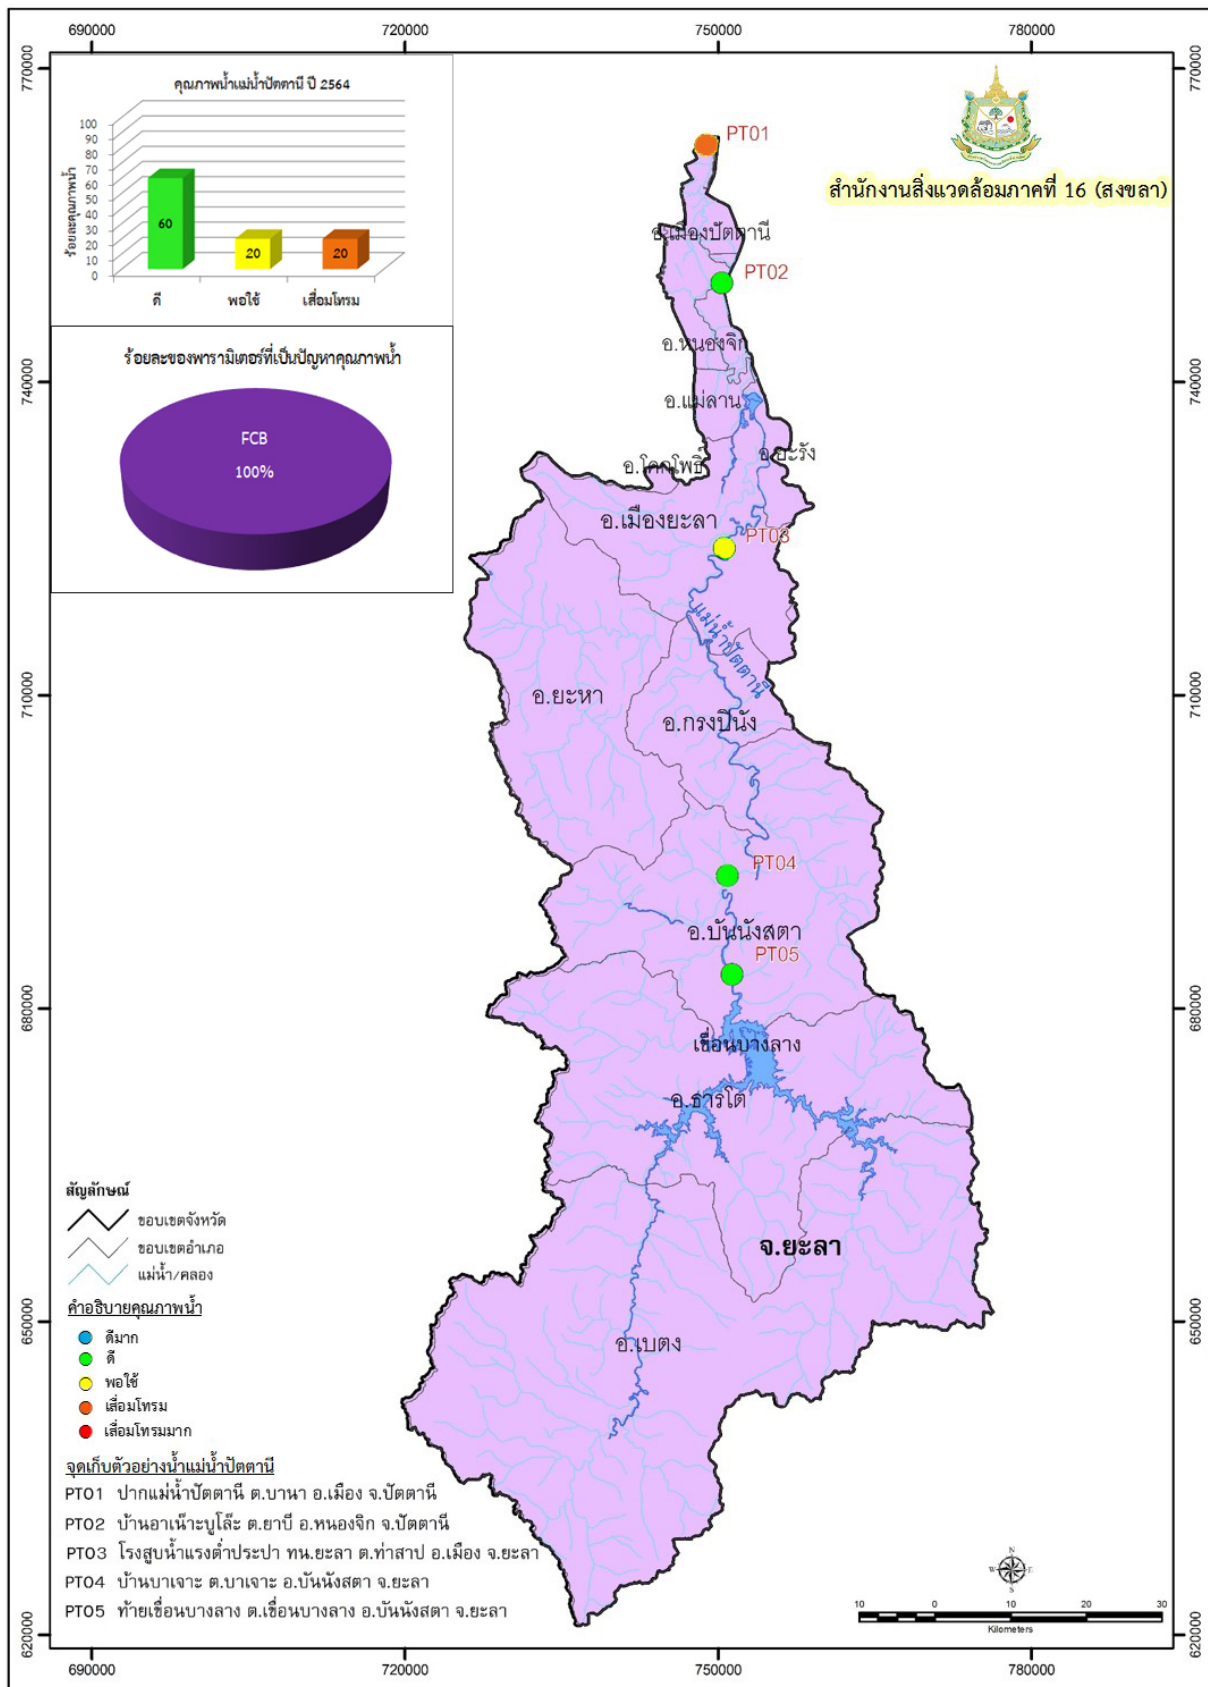 690000
720000
750000
780000
770000
740000
710000
680000
650000
620000
770000
740000
710000
680000
650000
620000
คุณภาพน้ำแม่น้ำปัตตานี ปี 2564
ร้อยละคุณภาพน้ำ
100
90
80
70
60
50
40
30
20
10
0
60
20
20
ดี
พอใช้
เสื่อมโทรม
ร้อยละของพารามิเตอร์ที่เป็นปัญหาคุณภาพน้ำ
FCB
100%
สำนักงานสิ่งแวดล้อมภาคที่ 16 (สงขลา)
PT01
อ.เมืองปัตตานี
PT02
อ.หนองจิก
อ.แม่ลาน
อ.ยะรัง
อ.โคกโพธิ์
อ.เมืองยะลา
PT03
แม่น้ำปัตตานี
อ.ยะหา
อ.กรงปินัง
PT04
อ.บันนังสตา
PT05
เขื่อนบางลาง
อ.ธารโต
จ.ยะลา
อ.เบตง
สัญลักษณ์
ขอบเขตจังหวัด
ขอบเขตอำเภอ
แม่น้ำ/คลอง
คำอธิบายคุณภาพน้ำ
ดีมาก
ดี
พอใช้
เสื่อมโทรม
เสื่อมโทรมมาก
จุดเก็บตัวอย่างน้ำแม่น้ำปัตตานี
PT01 ปากแม่น้ำปัตตานี ต.บานา อ.เมือง จ.ปัตตานี
PT02 บ้านอาเน๊าะบูโล๊ะ ต.ยาบี อ.หนองจิก จ.ปัตตานี
PT03 โรงสูบน้ำแรงต่ำประปา ทน.ยะลา ต.ท่าสาป อ.เมือง จ.ยะลา
PT04 บ้านบาเจาะ ต.บาเจาะ อ.บันนังสตา จ.ยะลา
PT05 ท้ายเขื่อนบางลาง ต.เขื่อนบางลาง อ.บันนังสตา จ.ยะลา
N
W
E
S
10 0 10 20 30
Kilometers
690000
720000
750000
780000